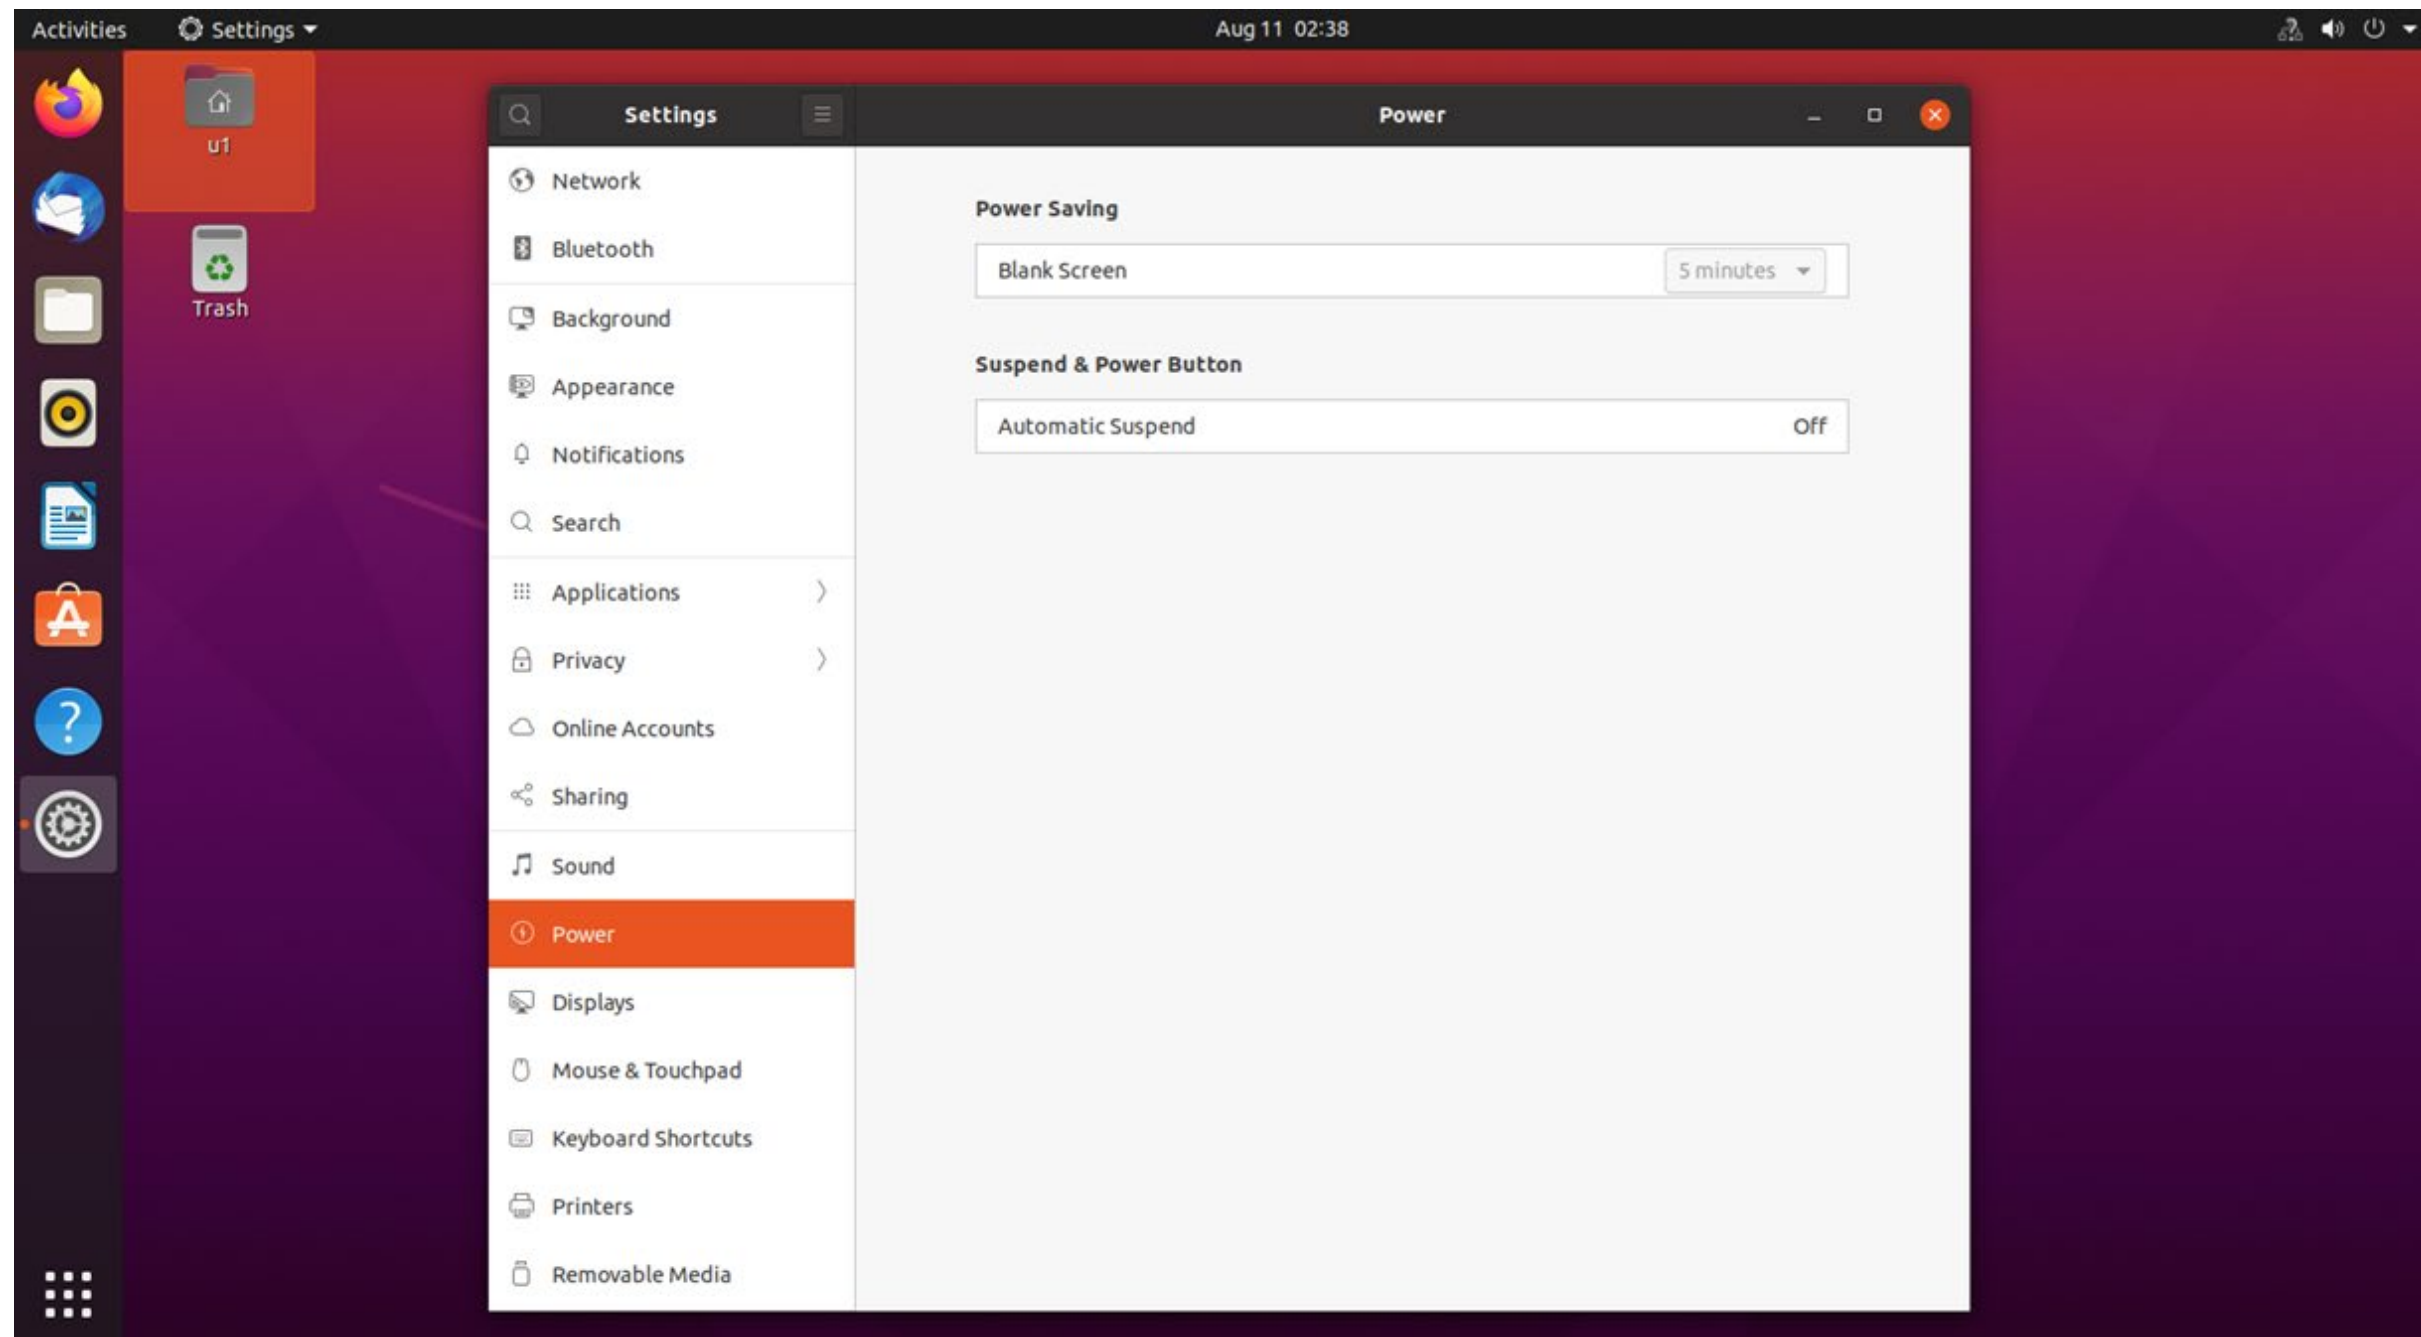 Activities
Settings
Aug 11 02:38
u1
Trash
Settings
Power
Network
Bluetooth
Background
Appearance
Notifications
Search
Applications
Privacy
Online Accounts
Sharing
Sound
Power
Displays
Mouse & Touchpad
Keyboard Shortcuts
Printers
Removable Media
Power Saving
Blank Screen
5 minutes
Suspend & Power Button
Automatic Suspend
Off